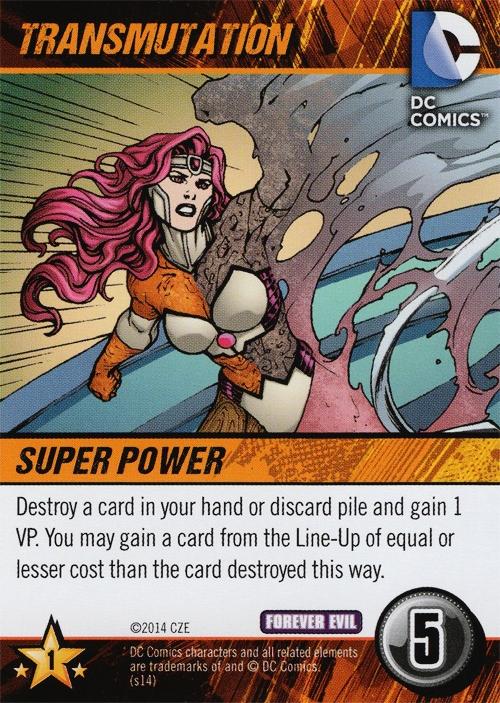 TRANSMUTATION
DC
DC
COMICS™
SUPER POWER
Destroy a card in your hand or discard pile and gain 1
VP. You may gain a card from the Line-Up of equal or
lesser cost than the card destroyed this way.
©2014 CZE
FOREVER EVIL
5
1
DC Comics characters and all related elements
are trademarks of and © DC Comics.
(s14)